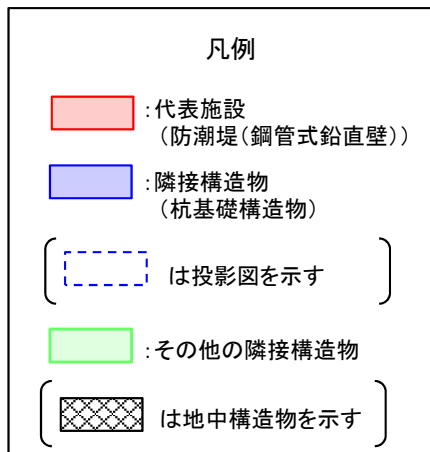 凡例
：代表施設
（防潮堤（鋼管式鉛直壁））
：隣接構造物
（杭基礎構造物）
は投影図を示す
：その他の隣接構造物
は地中構造物を示す